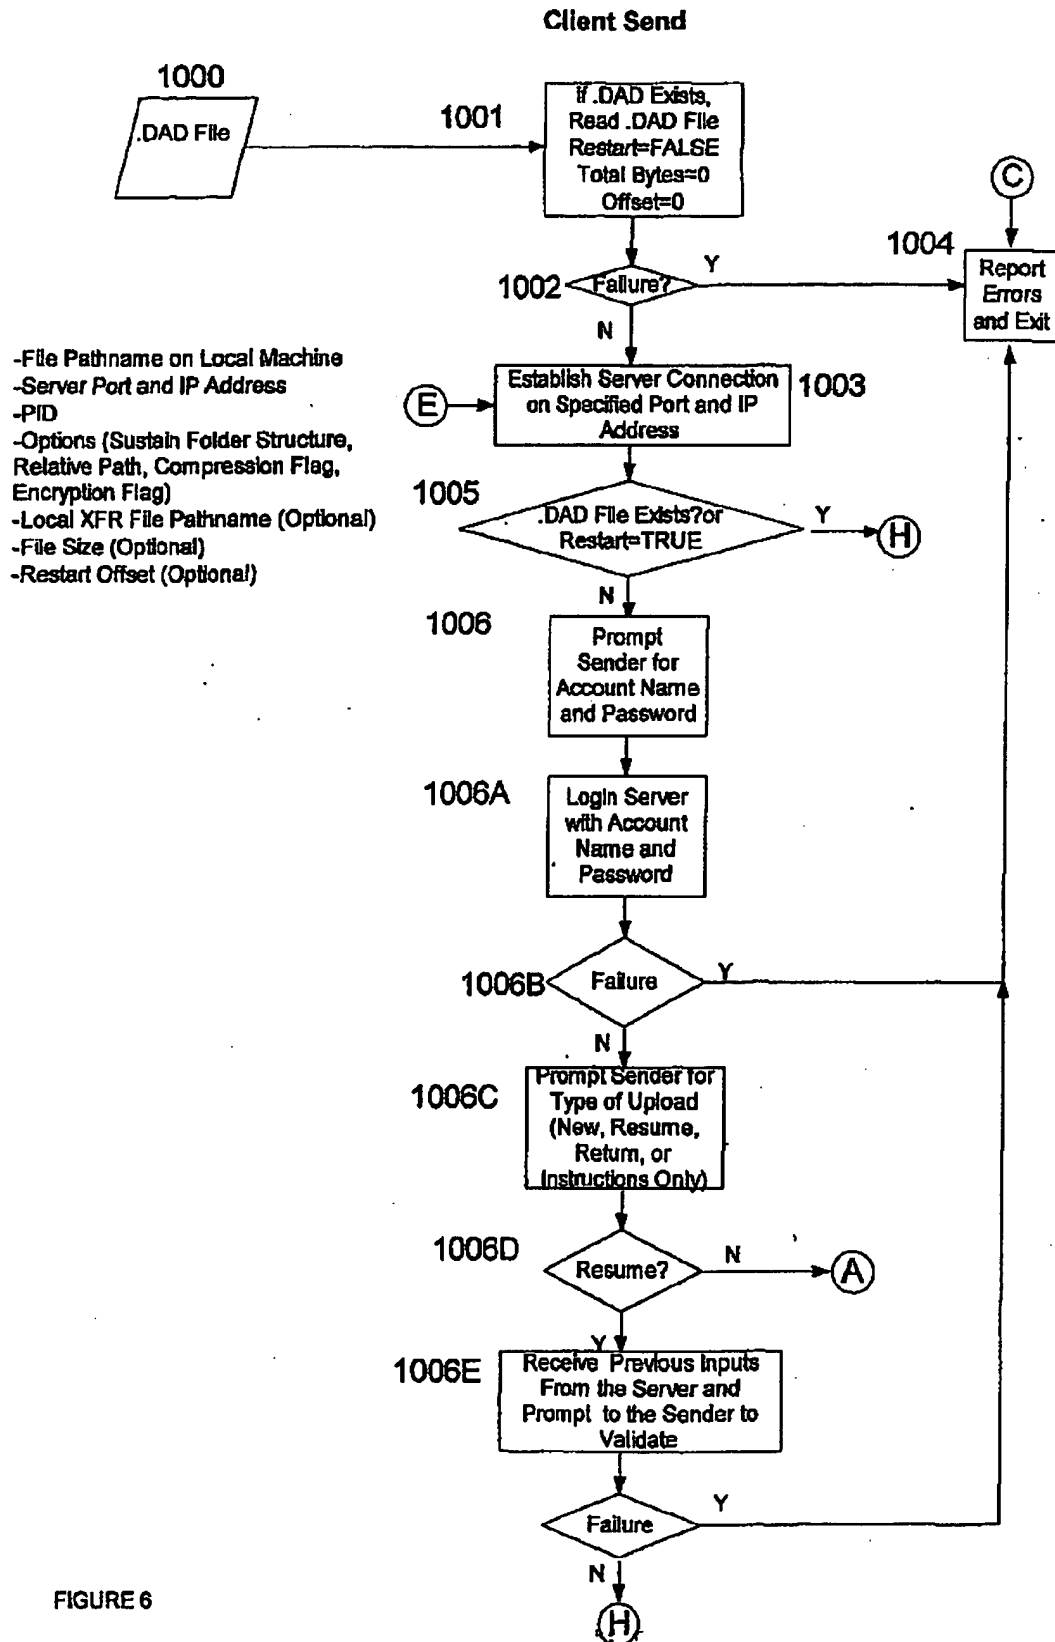 Client Send
1000
.DAD File
1001
If .DAD Exists,
Read .DAD File
Restart=FALSE
Total Bytes=0
Offset=0
C
1004
Report
Errors
and Exit
1002
Failure?
Y
N
-File Pathname on Local Machine
-Server Port and IP Address
-PID
-Options (Sustain Folder Structure,
Relative Path, Compression Flag,
Encryption Flag)
-Local XFR File Pathname (Optional)
-File Size (Optional)
-Restart Offset (Optional)
E
Establish Server Connection
on Specified Port and IP
Address
1003
1005
.DAD File Exists?or
Restart=TRUE
Y
H
N
1006
Prompt
Sender for
Account Name
and Password
1006A
Login Server
with Account
Name and
Password
1006B
Failure
Y
N
1006C
Prompt Sender for
Type of Upload
(New, Resume,
Return, or
Instructions Only)
1006D
Resume?
N
A
Y
1006E
Receive Previous Inputs
From the Server and
Prompt to the Sender to
Validate
Failure
Y
N
H
FIGURE 6